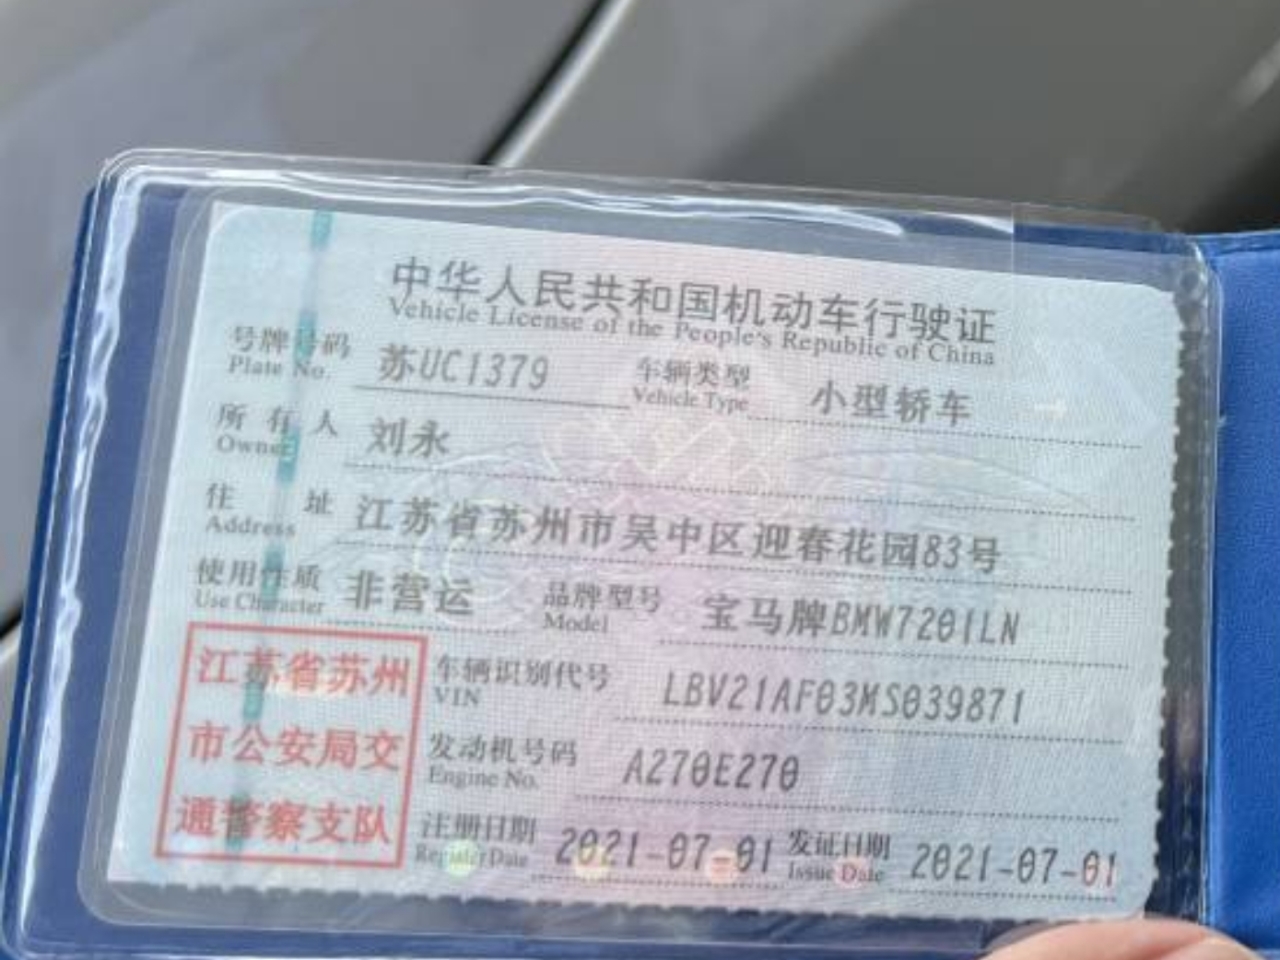 中华人民共和国机动车行驶证
Vehicle License of the People's Republic of China
号牌号码 苏UC1379 车辆类型 小型轿车
Plate No. Vehicle Type
所有人 刘永
Owner
住址 江苏省苏州市吴中区迎春花园83号
Address
使用性质 非营运 品牌型号 宝马牌BMW7201LN
Use Character Model
江苏省苏州
市公安局交
通警察支队
车辆识别代号 LBV21AF03MS039871
VIN
发动机号码 A270E270
Engine No.
注册日期 2021-07-01 发证日期 2021-07-01
Register Date Issue Date